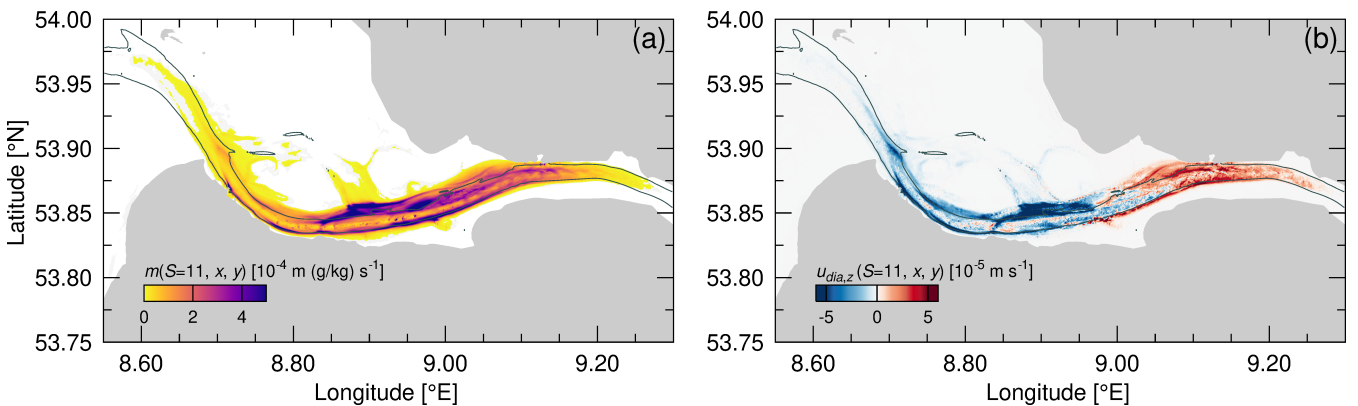 (a)
54.00
53.95
53.90
53.85
53.80
53.75
Latitude [°N]
m(S=11, x, y) [10⁻⁴ m (g/kg) s⁻¹]
0 2 4
8.60 8.80 9.00 9.20
Longitude [°E]
(b)
54.00
53.95
53.90
53.85
53.80
53.75
u_dia,z (S=11, x, y) [10⁻⁵ m s⁻¹]
-5 0 5
8.60 8.80 9.00 9.20
Longitude [°E]